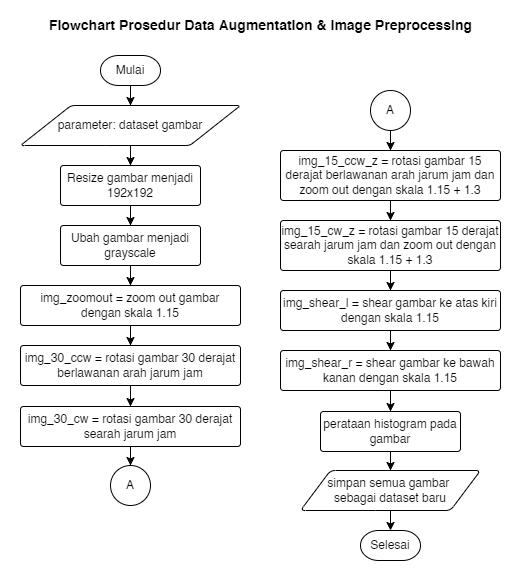 Flowchart Prosedur Data Augmentation & Image Preprocessing
Mulai
parameter: dataset gambar
Resize gambar menjadi
192x192
Ubah gambar menjadi
grayscale
img_zoomout = zoom out gambar
dengan skala 1.15
img_30_ccw = rotasi gambar 30 derajat
berlawanan arah jarum jam
img_30_cw = rotasi gambar 30 derajat
searah jarum jam
A
A
img_15_ccw_z = rotasi gambar 15
derajat berlawanan arah jarum jam dan
zoom out dengan skala 1.15 + 1.3
img_15_cw_z = rotasi gambar 15 derajat
searah jarum jam dan zoom out dengan
skala 1.15 + 1.3
img_shear_l = shear gambar ke atas kiri
dengan skala 1.15
img_shear_r = shear gambar ke bawah
kanan dengan skala 1.15
perataan histogram pada
gambar
simpan semua gambar
sebagai dataset baru
Selesai